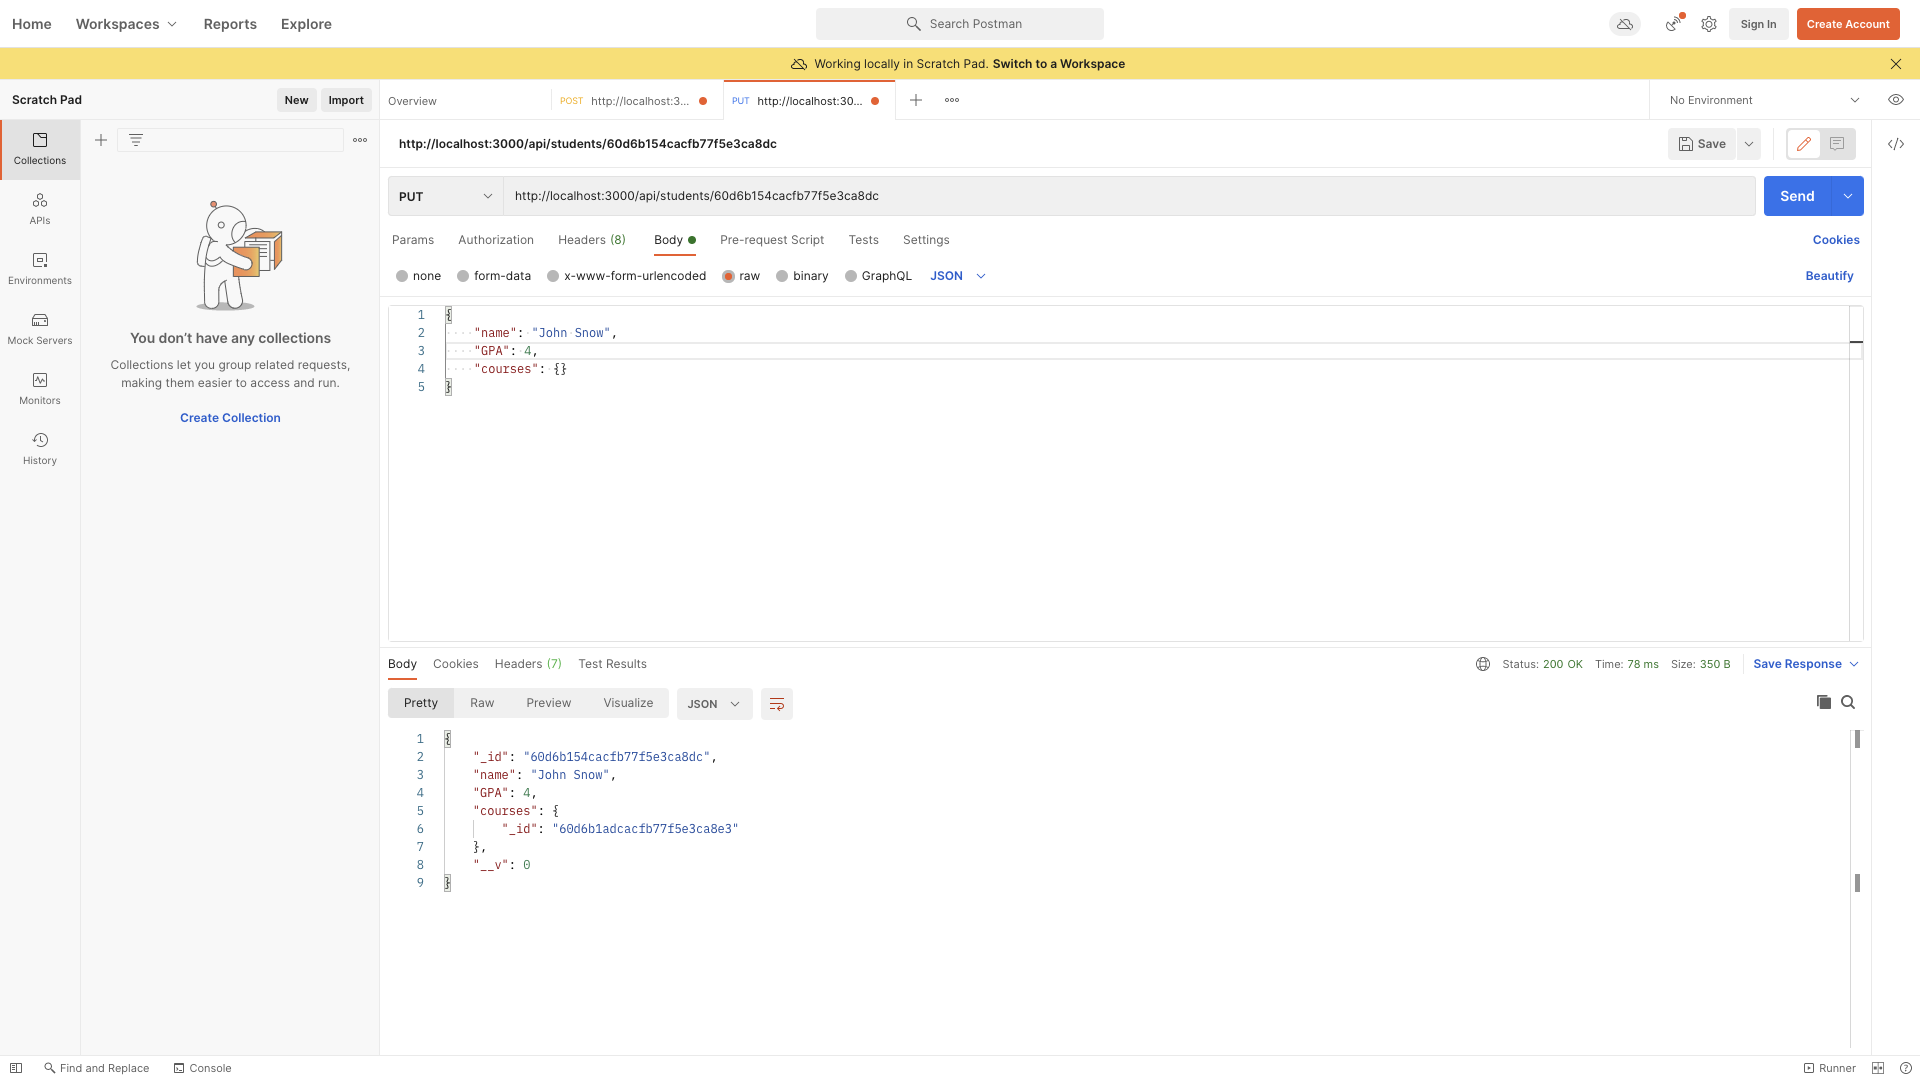 Home Workspaces Reports Explore Search Postman Sign In Create Account
Working locally in Scratch Pad. Switch to a Workspace
Scratch Pad New Import Overview POST http://localhost:3... PUT http://localhost:30... No Environment
Collections
APIs
Environments
Mock Servers
Monitors
History
You don’t have any collections
Collections let you group related requests,
making them easier to access and run.
Create Collection
http://localhost:3000/api/students/60d6b154cacfb77f5e3ca8dc Save
PUT http://localhost:3000/api/students/60d6b154cacfb77f5e3ca8dc Send
Params Authorization Headers (8) Body Pre-request Script Tests Settings Cookies
none form-data x-www-form-urlencoded raw binary GraphQL JSON Beautify
1 {
2 "name": "John Snow",
3 "GPA": 4,
4 "courses": {}
5 }
Body Cookies Headers (7) Test Results Status: 200 OK Time: 78 ms Size: 350 B Save Response
Pretty Raw Preview Visualize JSON
1 {
2 "_id": "60d6b154cacfb77f5e3ca8dc",
3 "name": "John Snow",
4 "GPA": 4,
5 "courses": {
6 "_id": "60d6b1adcacfb77f5e3ca8e3"
7 },
8 "__v": 0
9 }
Find and Replace Console Runner